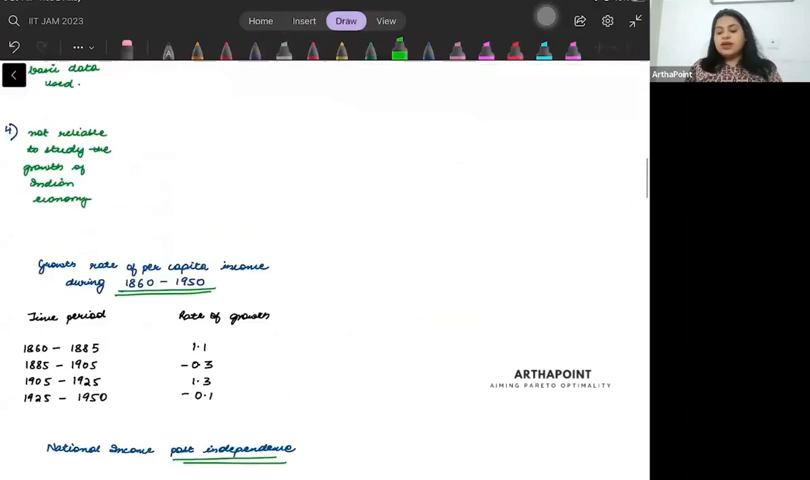 IIT JAM 2023
Home Insert Draw View
ArthaPoint
basic data
used.
4) not reliable
to study the
growth of
Indian
economy
Growth rate of per capita income
during 1860 - 1950
Time period Rate of growth
1860 - 1885 1.1
1885 - 1905 -0.3
1905 - 1925 1.3
1925 - 1950 -0.1
ARTHAPOINT
AIMING PARETO OPTIMALITY
National Income post independence